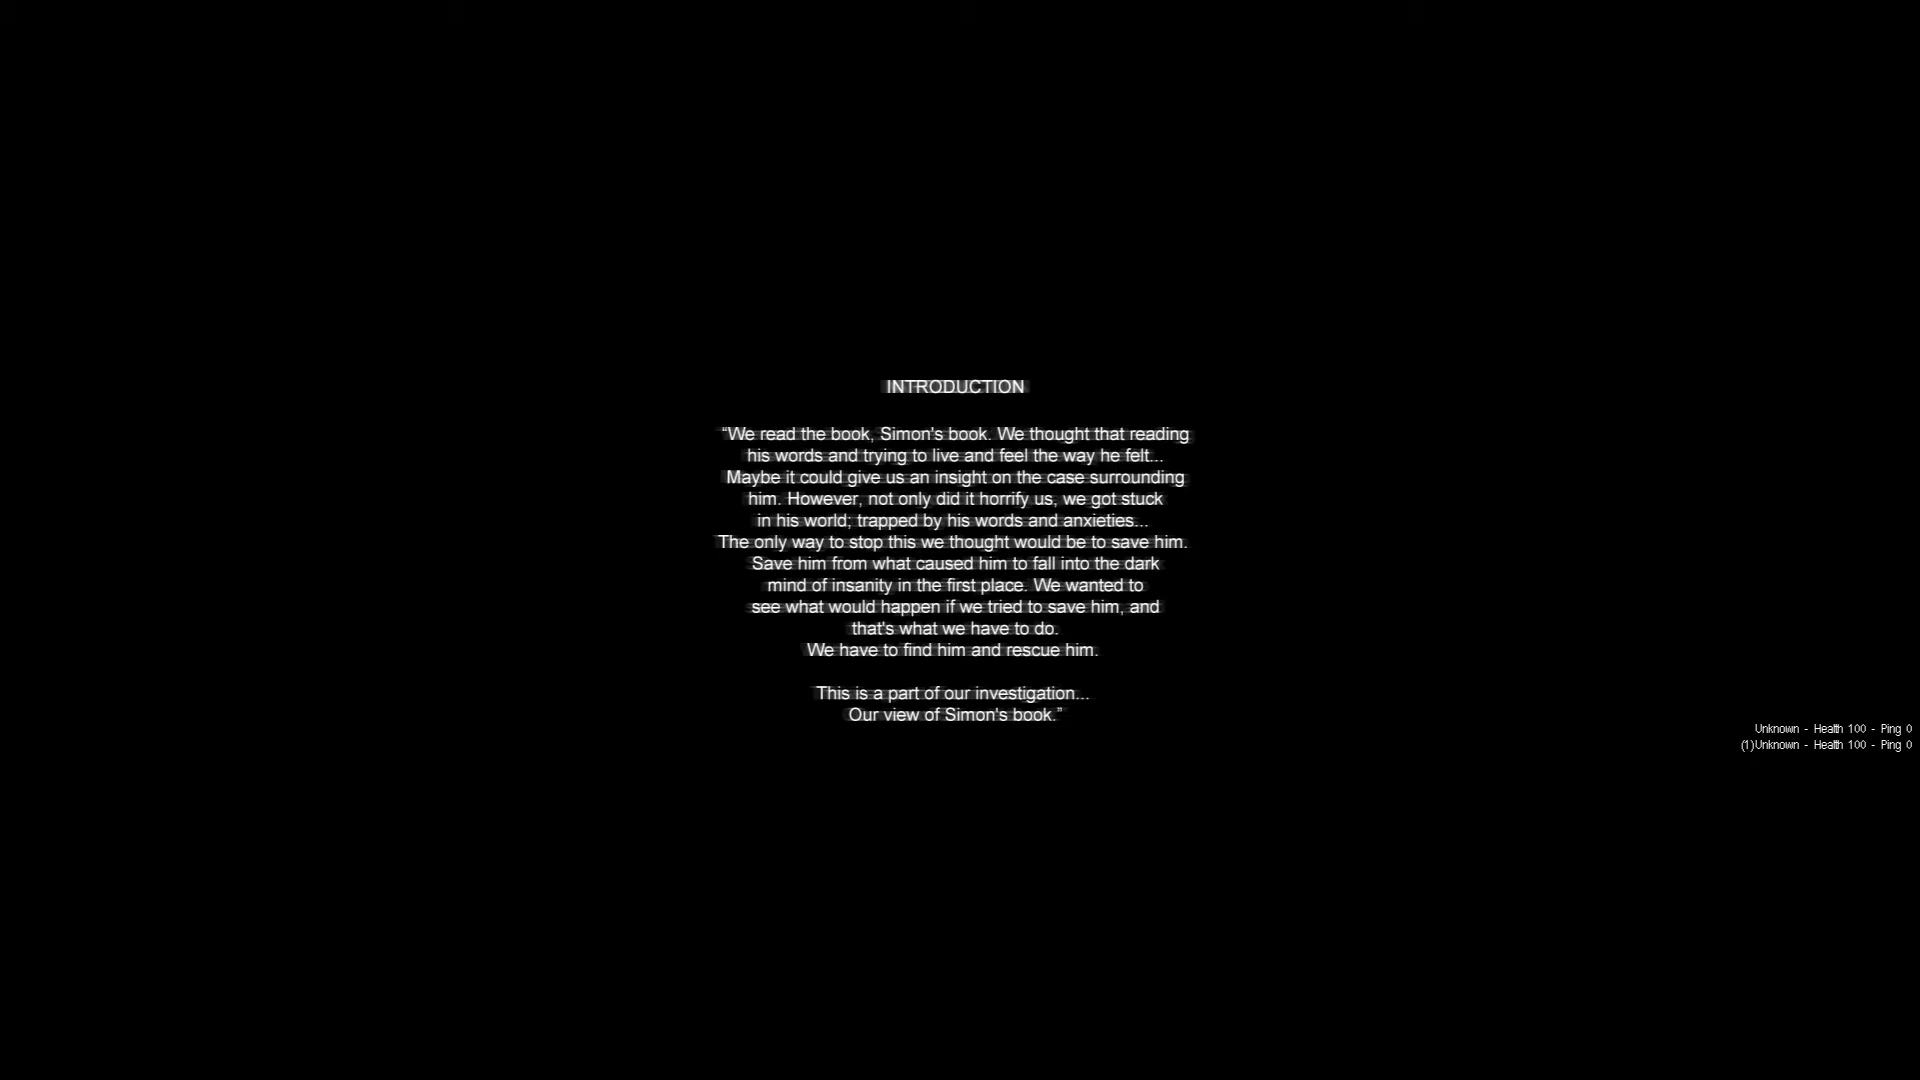 INTRODUCTION
“We read the book, Simon's book. We thought that reading
his words and trying to live and feel the way he felt...
Maybe it could give us an insight on the case surrounding
him. However, not only did it horrify us, we got stuck
in his world; trapped by his words and anxieties...
The only way to stop this we thought would be to save him.
Save him from what caused him to fall into the dark
mind of insanity in the first place. We wanted to
see what would happen if we tried to save him, and
that's what we have to do.
We have to find him and rescue him.
This is a part of our investigation...
Our view of Simon's book.”
Unknown - Health 100 - Ping 0
(1)Unknown - Health 100 - Ping 0